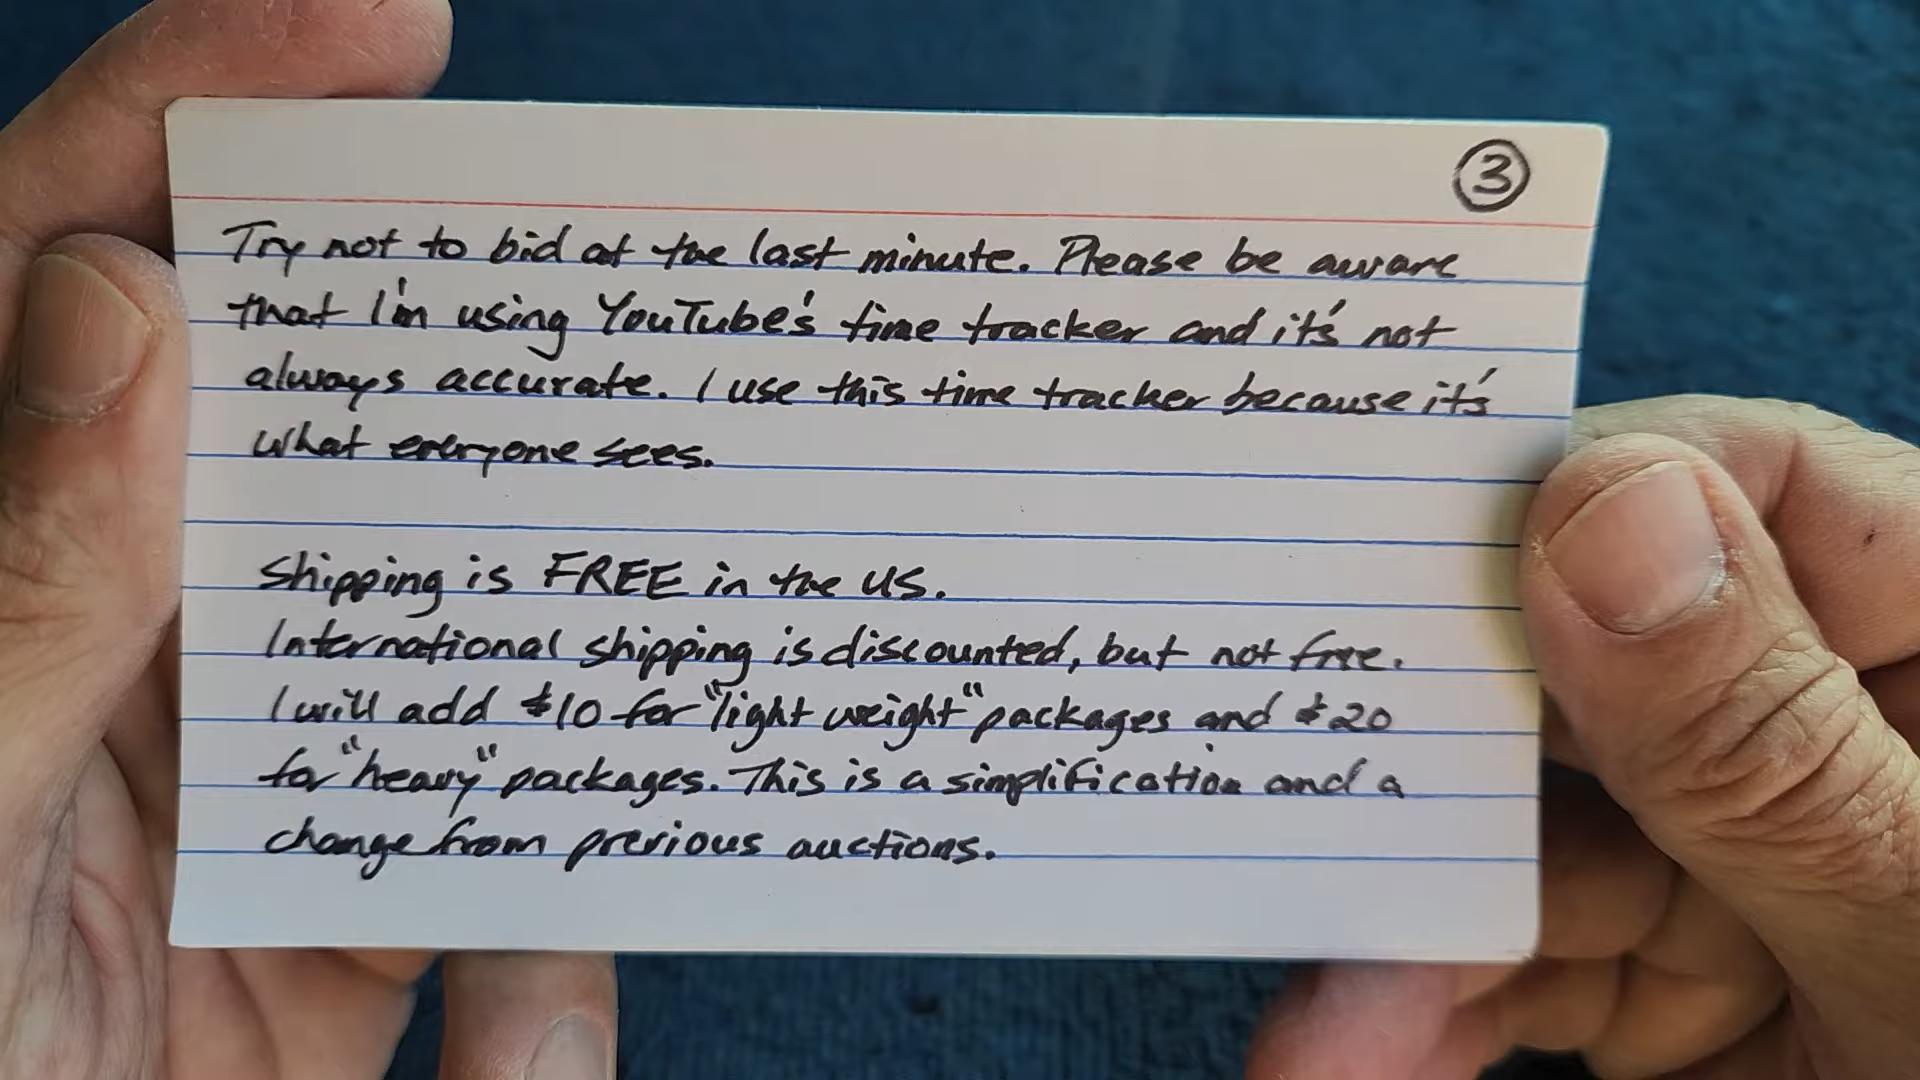 3
Try not to bid at the last minute. Please be aware
that I'm using YouTube's time tracker and it's not
always accurate. I use this time tracker because it's
what everyone sees.
Shipping is FREE in the US.
International shipping is discounted, but not free.
I will add $10 for "light weight" packages and $20
for "heavy" packages. This is a simplification and a
change from previous auctions.